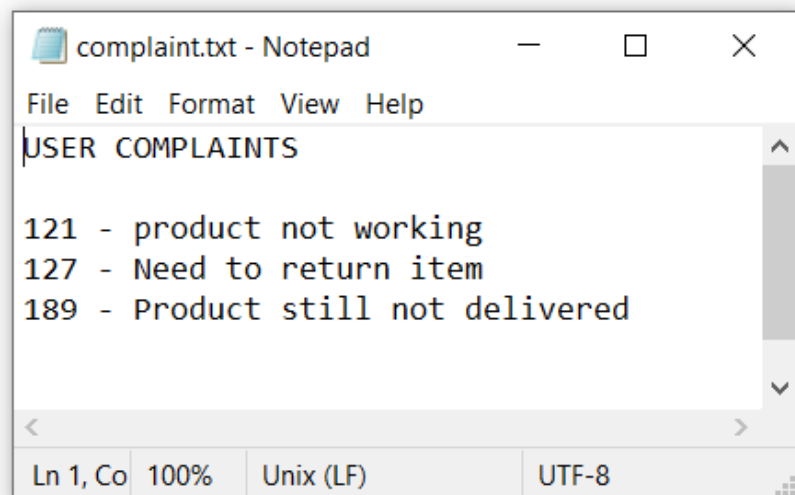 complaint.txt - Notepad
File Edit Format View Help
USER COMPLAINTS
121 - product not working
127 - Need to return item
189 - Product still not delivered
Ln 1, Co 100% Unix (LF) UTF-8